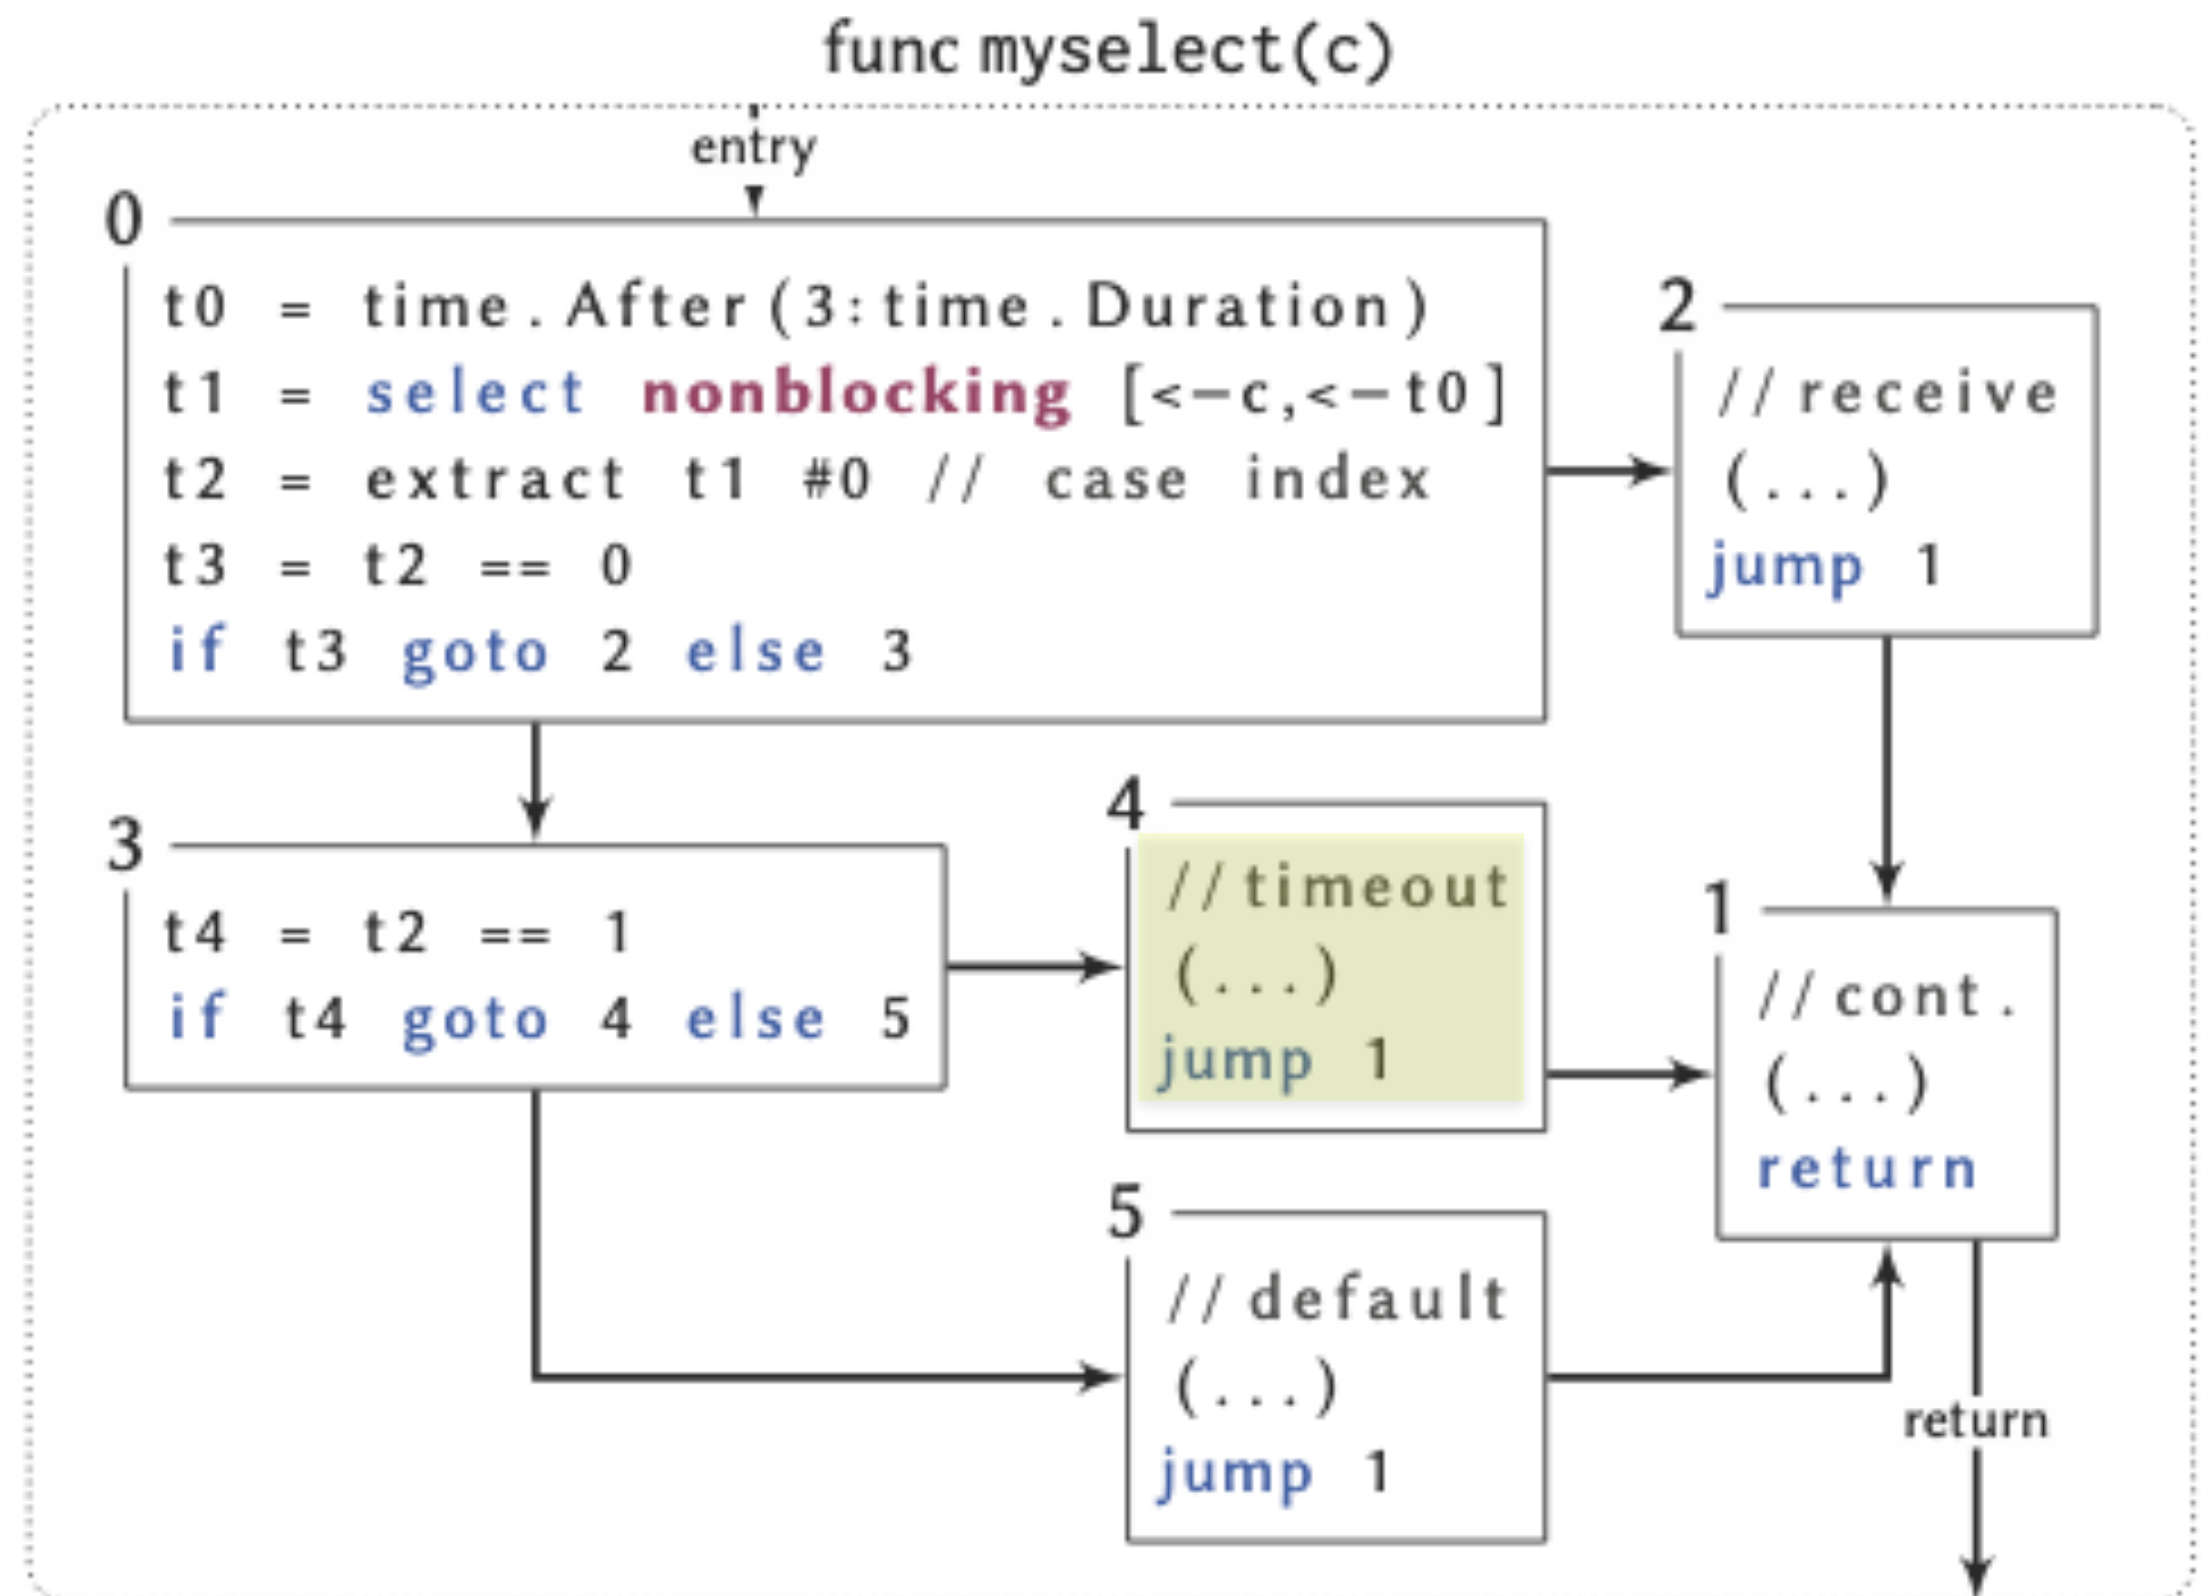 func myselect(c)
entry
0
t0 = time.After(3:time.Duration)
t1 = select nonblocking [<-c,<-t0]
t2 = extract t1 #0 // case index
t3 = t2 == 0
if t3 goto 2 else 3
2
//receive
(...)
jump 1
3
t4 = t2 == 1
if t4 goto 4 else 5
4
//timeout
(...)
jump 1
1
//cont.
(...)
return
5
//default
(...)
jump 1
return